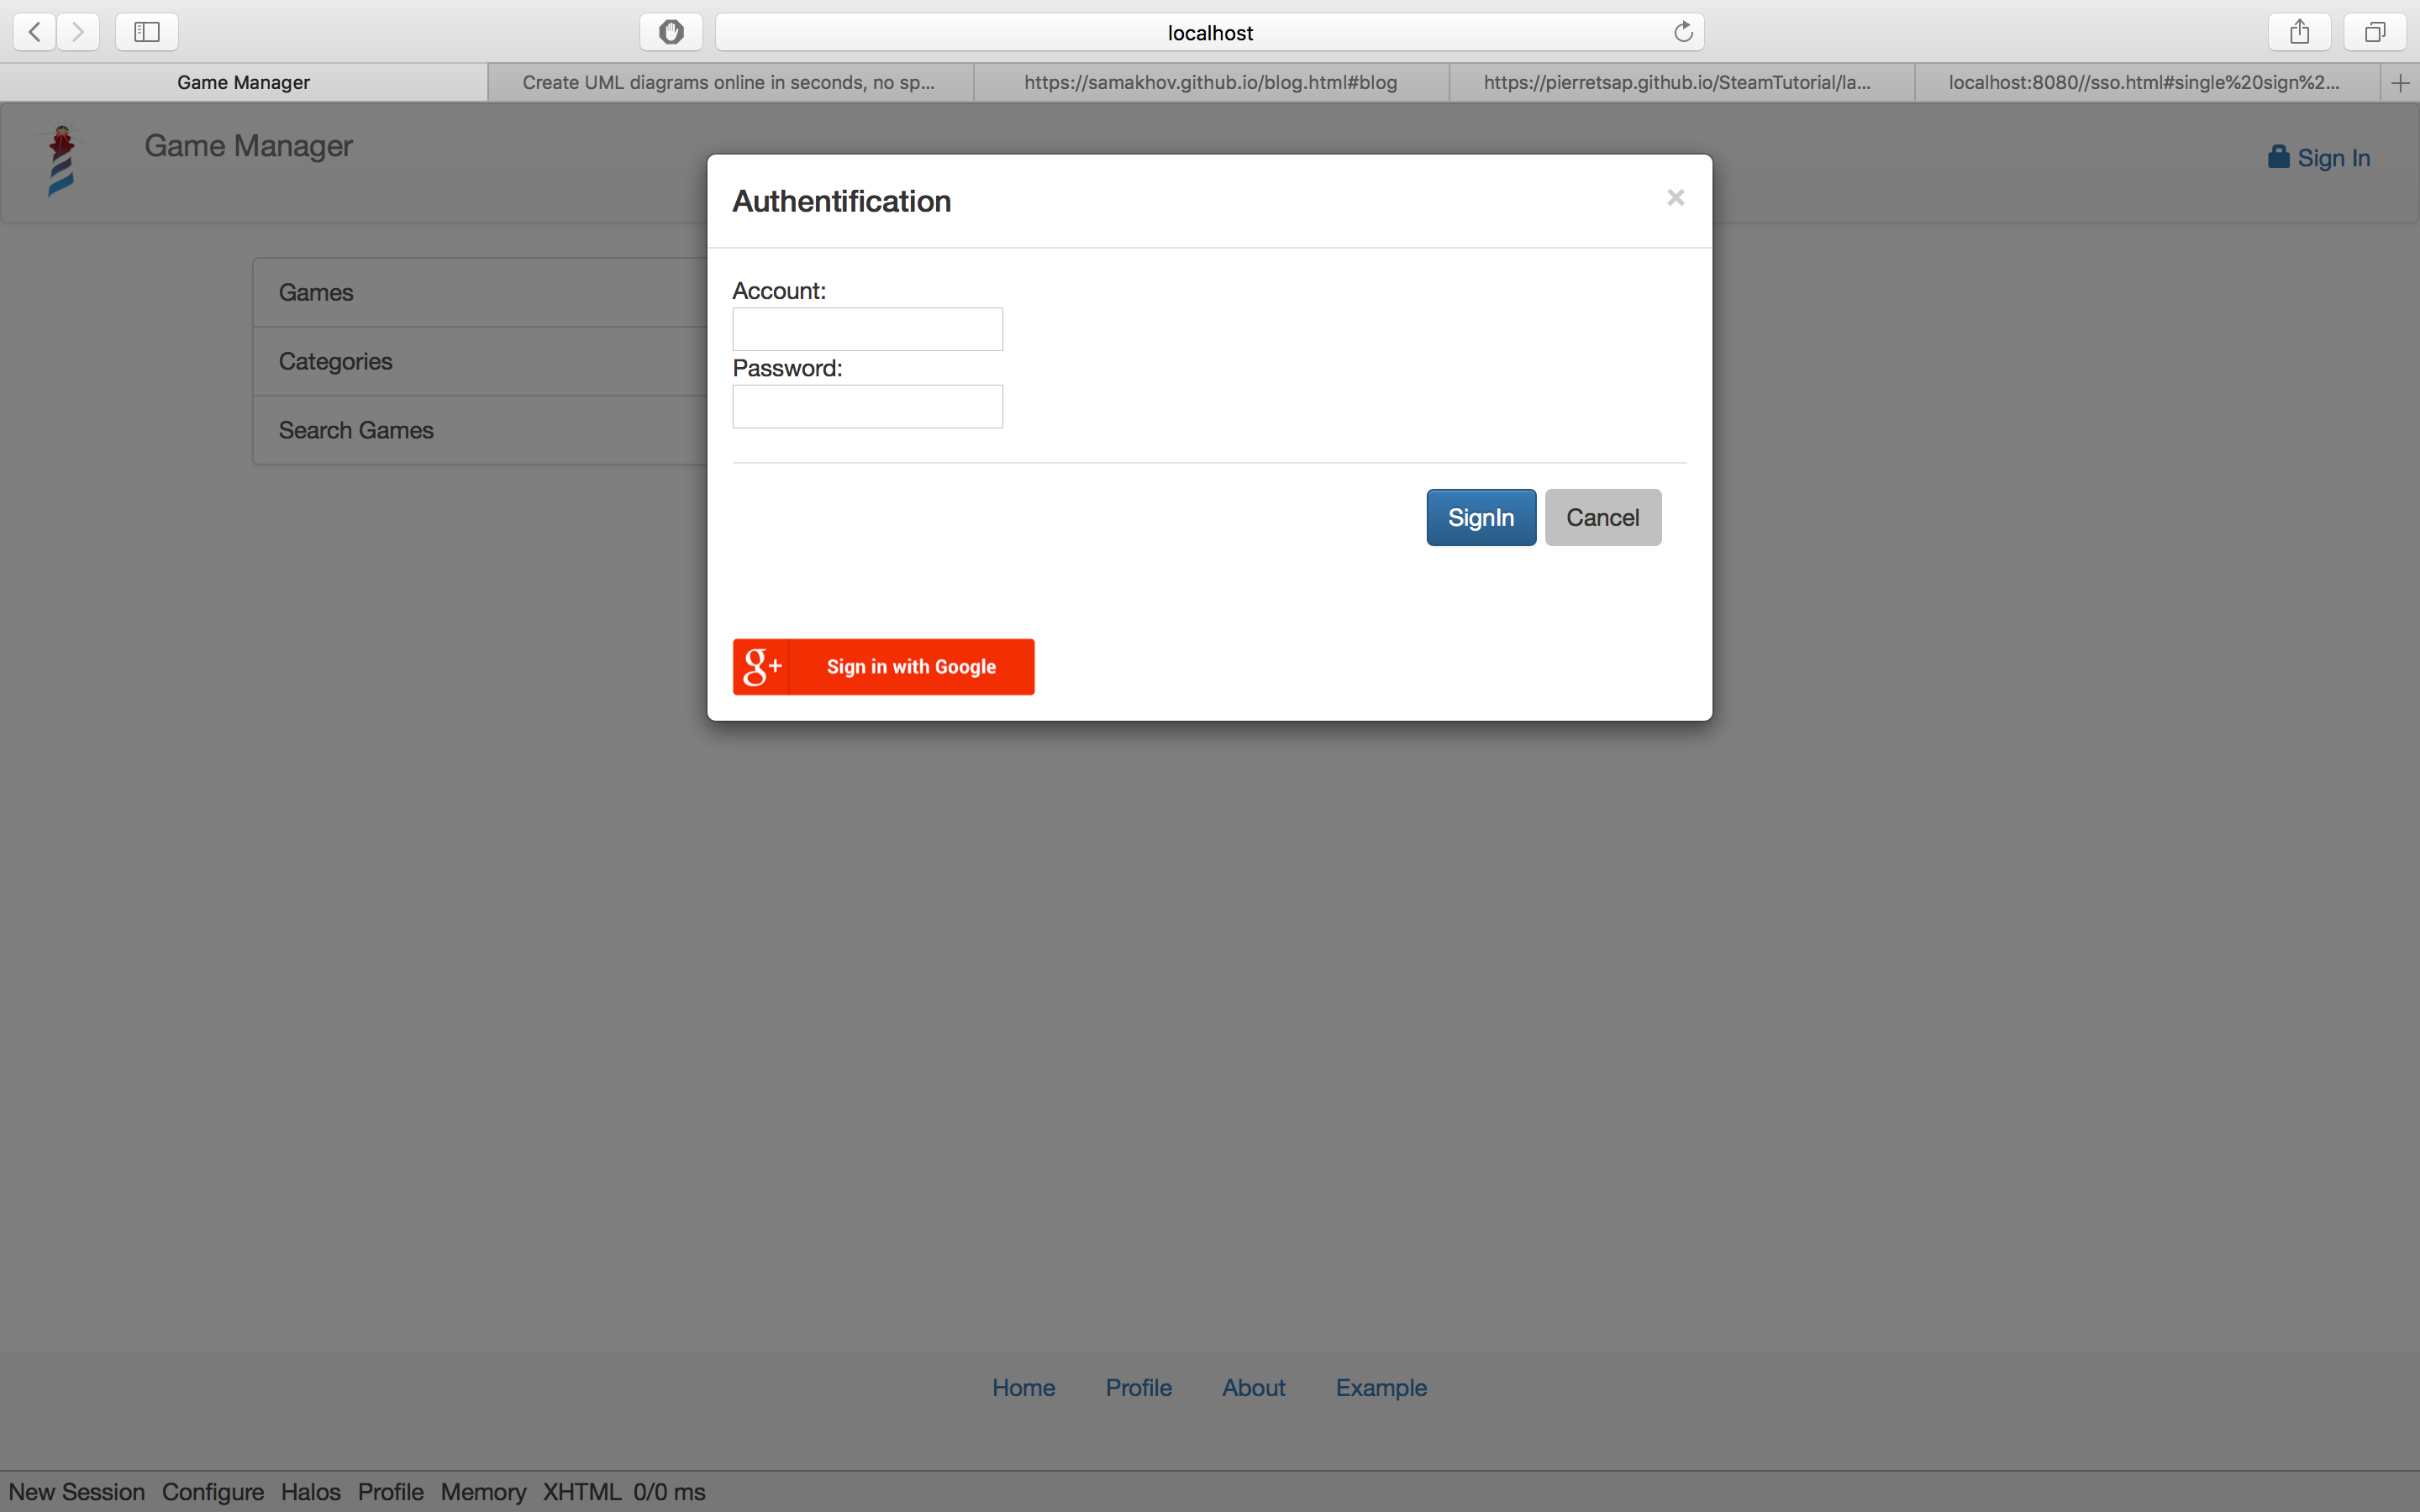 localhost
Game Manager
Create UML diagrams online in seconds, no sp...
https://samakhov.github.io/blog.html#blog
https://pierretsap.github.io/SteamTutorial/la...
localhost:8080//sso.html#single%20sign%2...
Game Manager
Sign In
Authentification
×
Games
Categories
Search Games
Account:
Password:
SignIn
Cancel
g+ Sign in with Google
Home
Profile
About
Example
New Session Configure Halos Profile Memory XHTML 0/0 ms